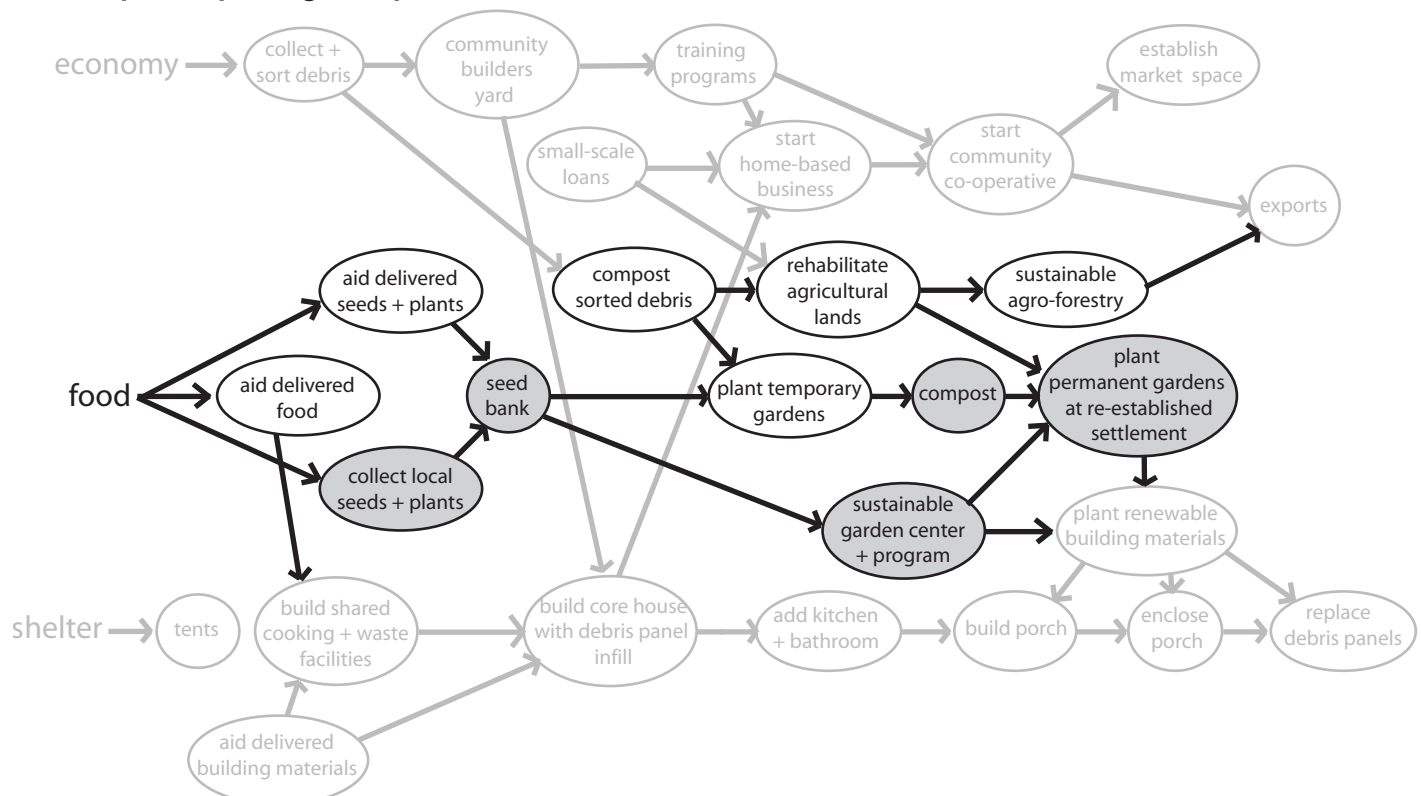 economy
collect +
sort debris
community
builders
yard
training
programs
establish
market space
small-scale
loans
start
home-based
business
start
community
co-operative
exports
food
aid delivered
seeds + plants
compost
sorted debris
rehabilitate
agricultural
lands
sustainable
agro-forestry
aid delivered
food
seed
bank
plant temporary
gardens
compost
plant
permanent gardens
at re-established
settlement
collect local
seeds + plants
sustainable
garden center
+ program
plant renewable
building materials
shelter
tents
build shared
cooking + waste
facilities
build core house
with debris panel
infill
add kitchen
+ bathroom
build porch
enclose
porch
replace
debris panels
aid delivered
building materials